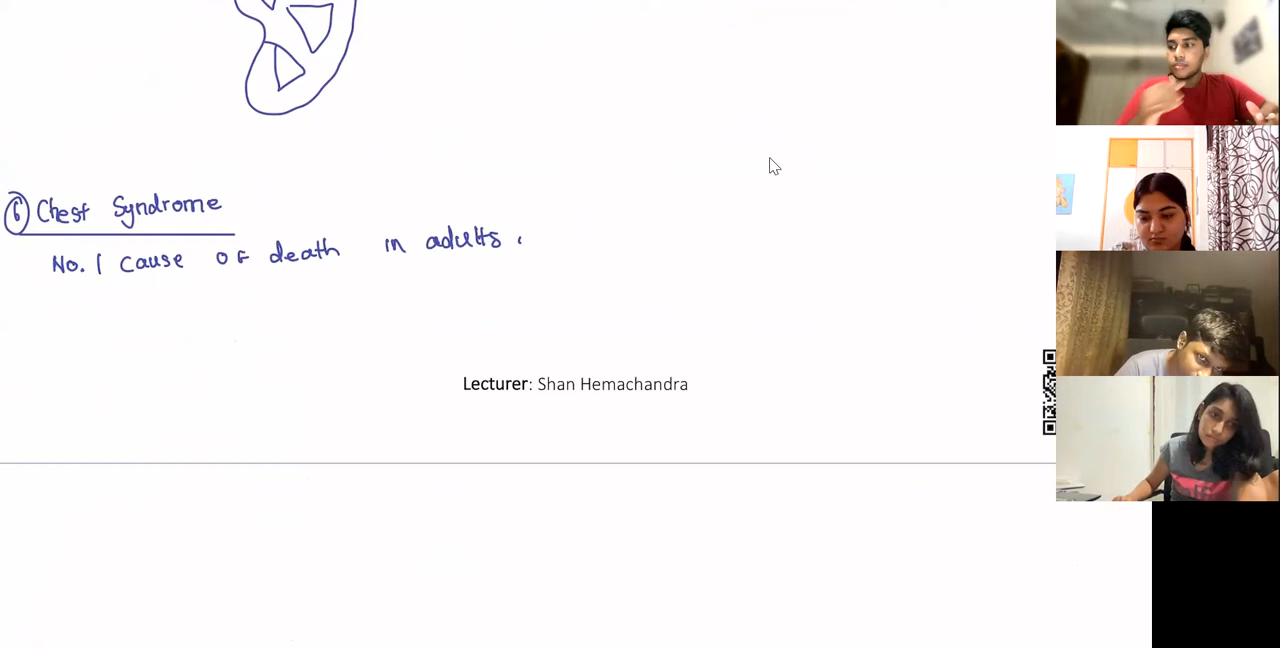 6 Chest Syndrome
No. 1 cause of death in adults.
Lecturer: Shan Hemachandra